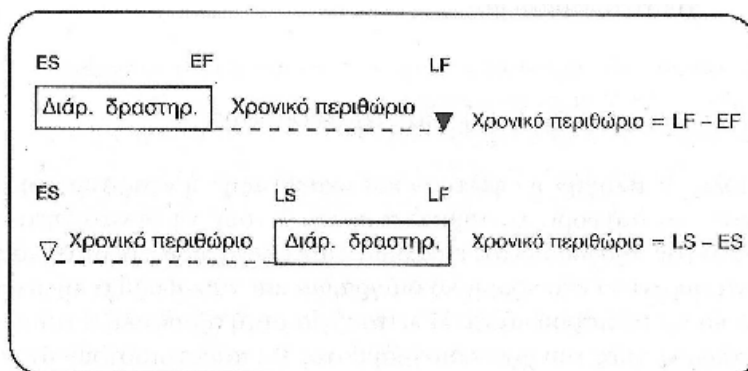 ES EF LF
Διάρ. δραστηρ. Χρονικό περιθώριο Χρονικό περιθώριο = LF – EF
ES LS LF
Χρονικό περιθώριο Διάρ. δραστηρ. Χρονικό περιθώριο = LS – ES